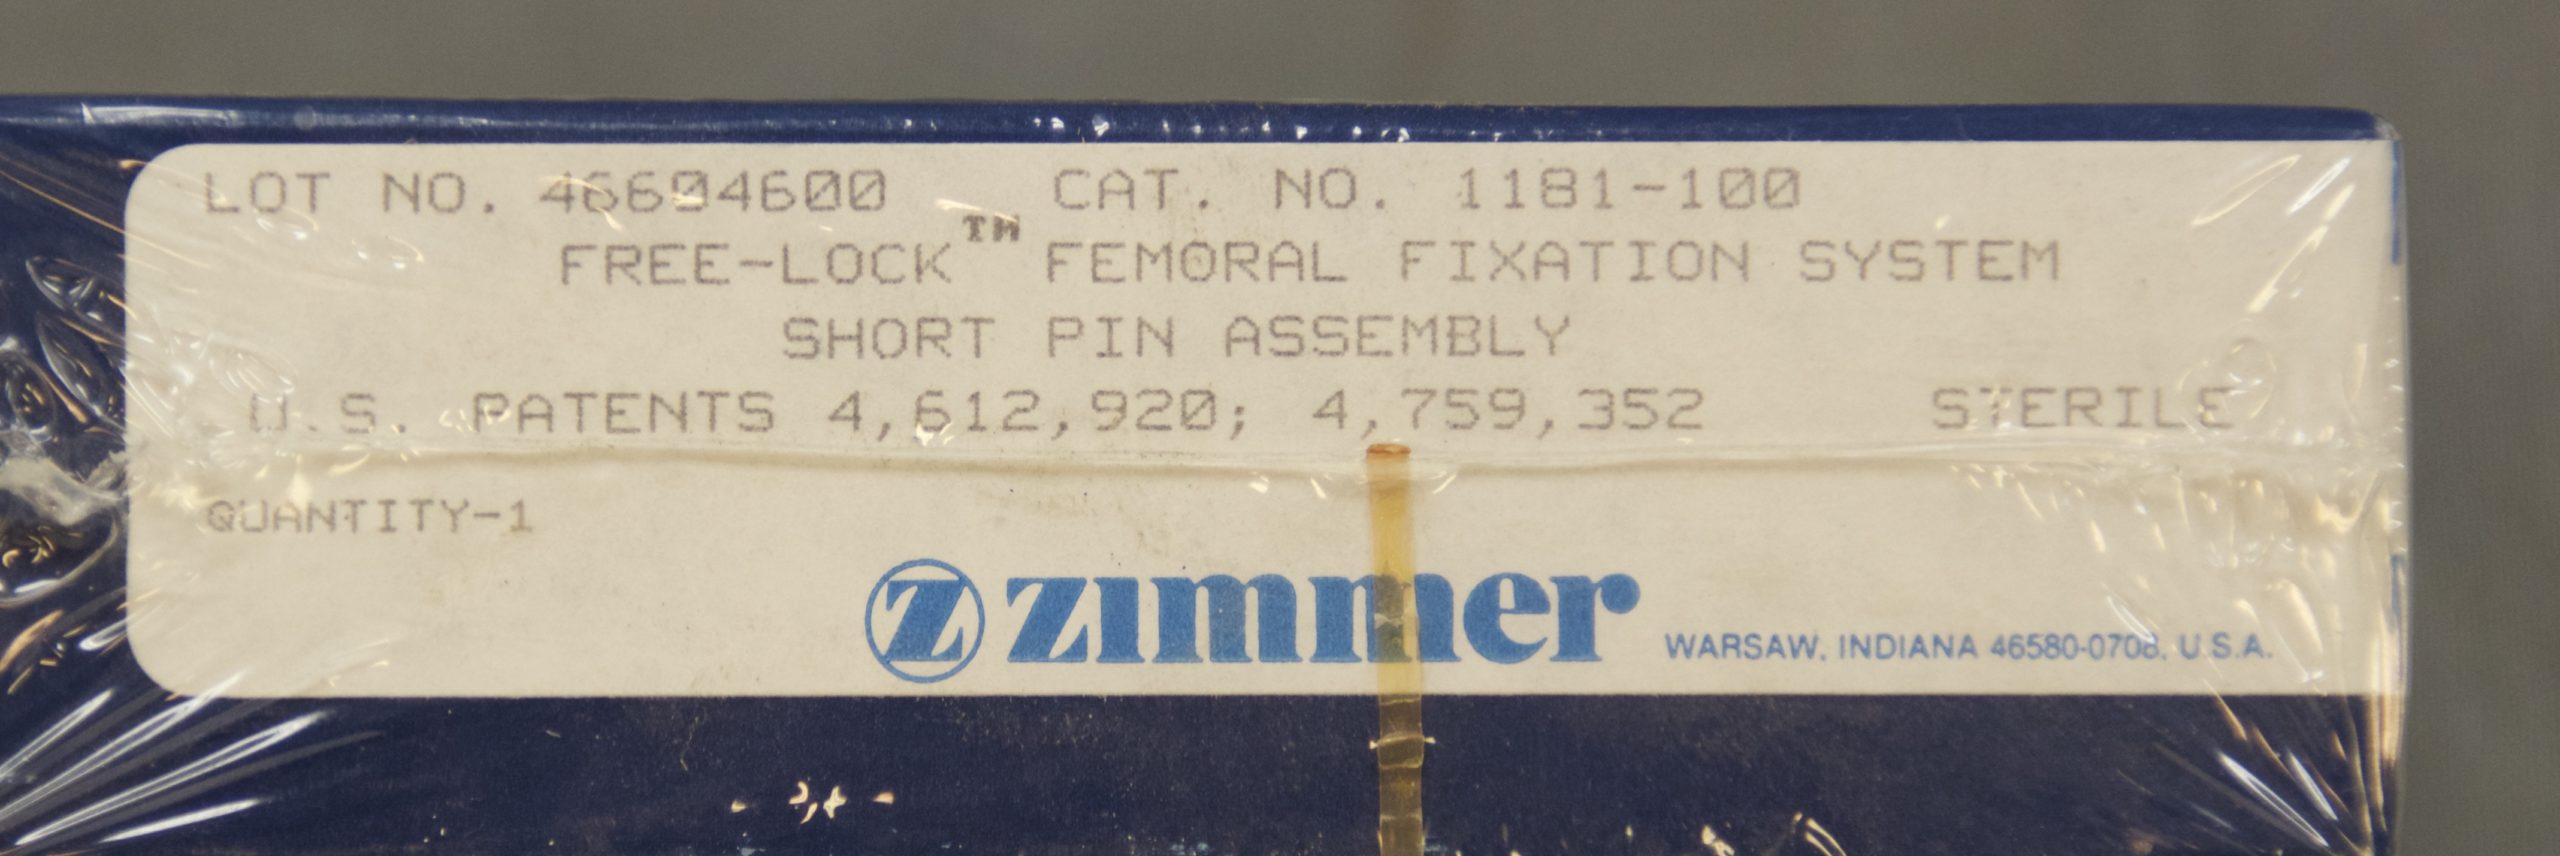 LOT NO. 46604600 CAT. NO. 1181-100
FREE-LOCK™ FEMORAL FIXATION SYSTEM
SHORT PIN ASSEMBLY
U.S. PATENTS 4,612,920; 4,759,352 STERILE
QUANTITY-1
Z zimmer WARSAW, INDIANA 46580-0708, U.S.A.